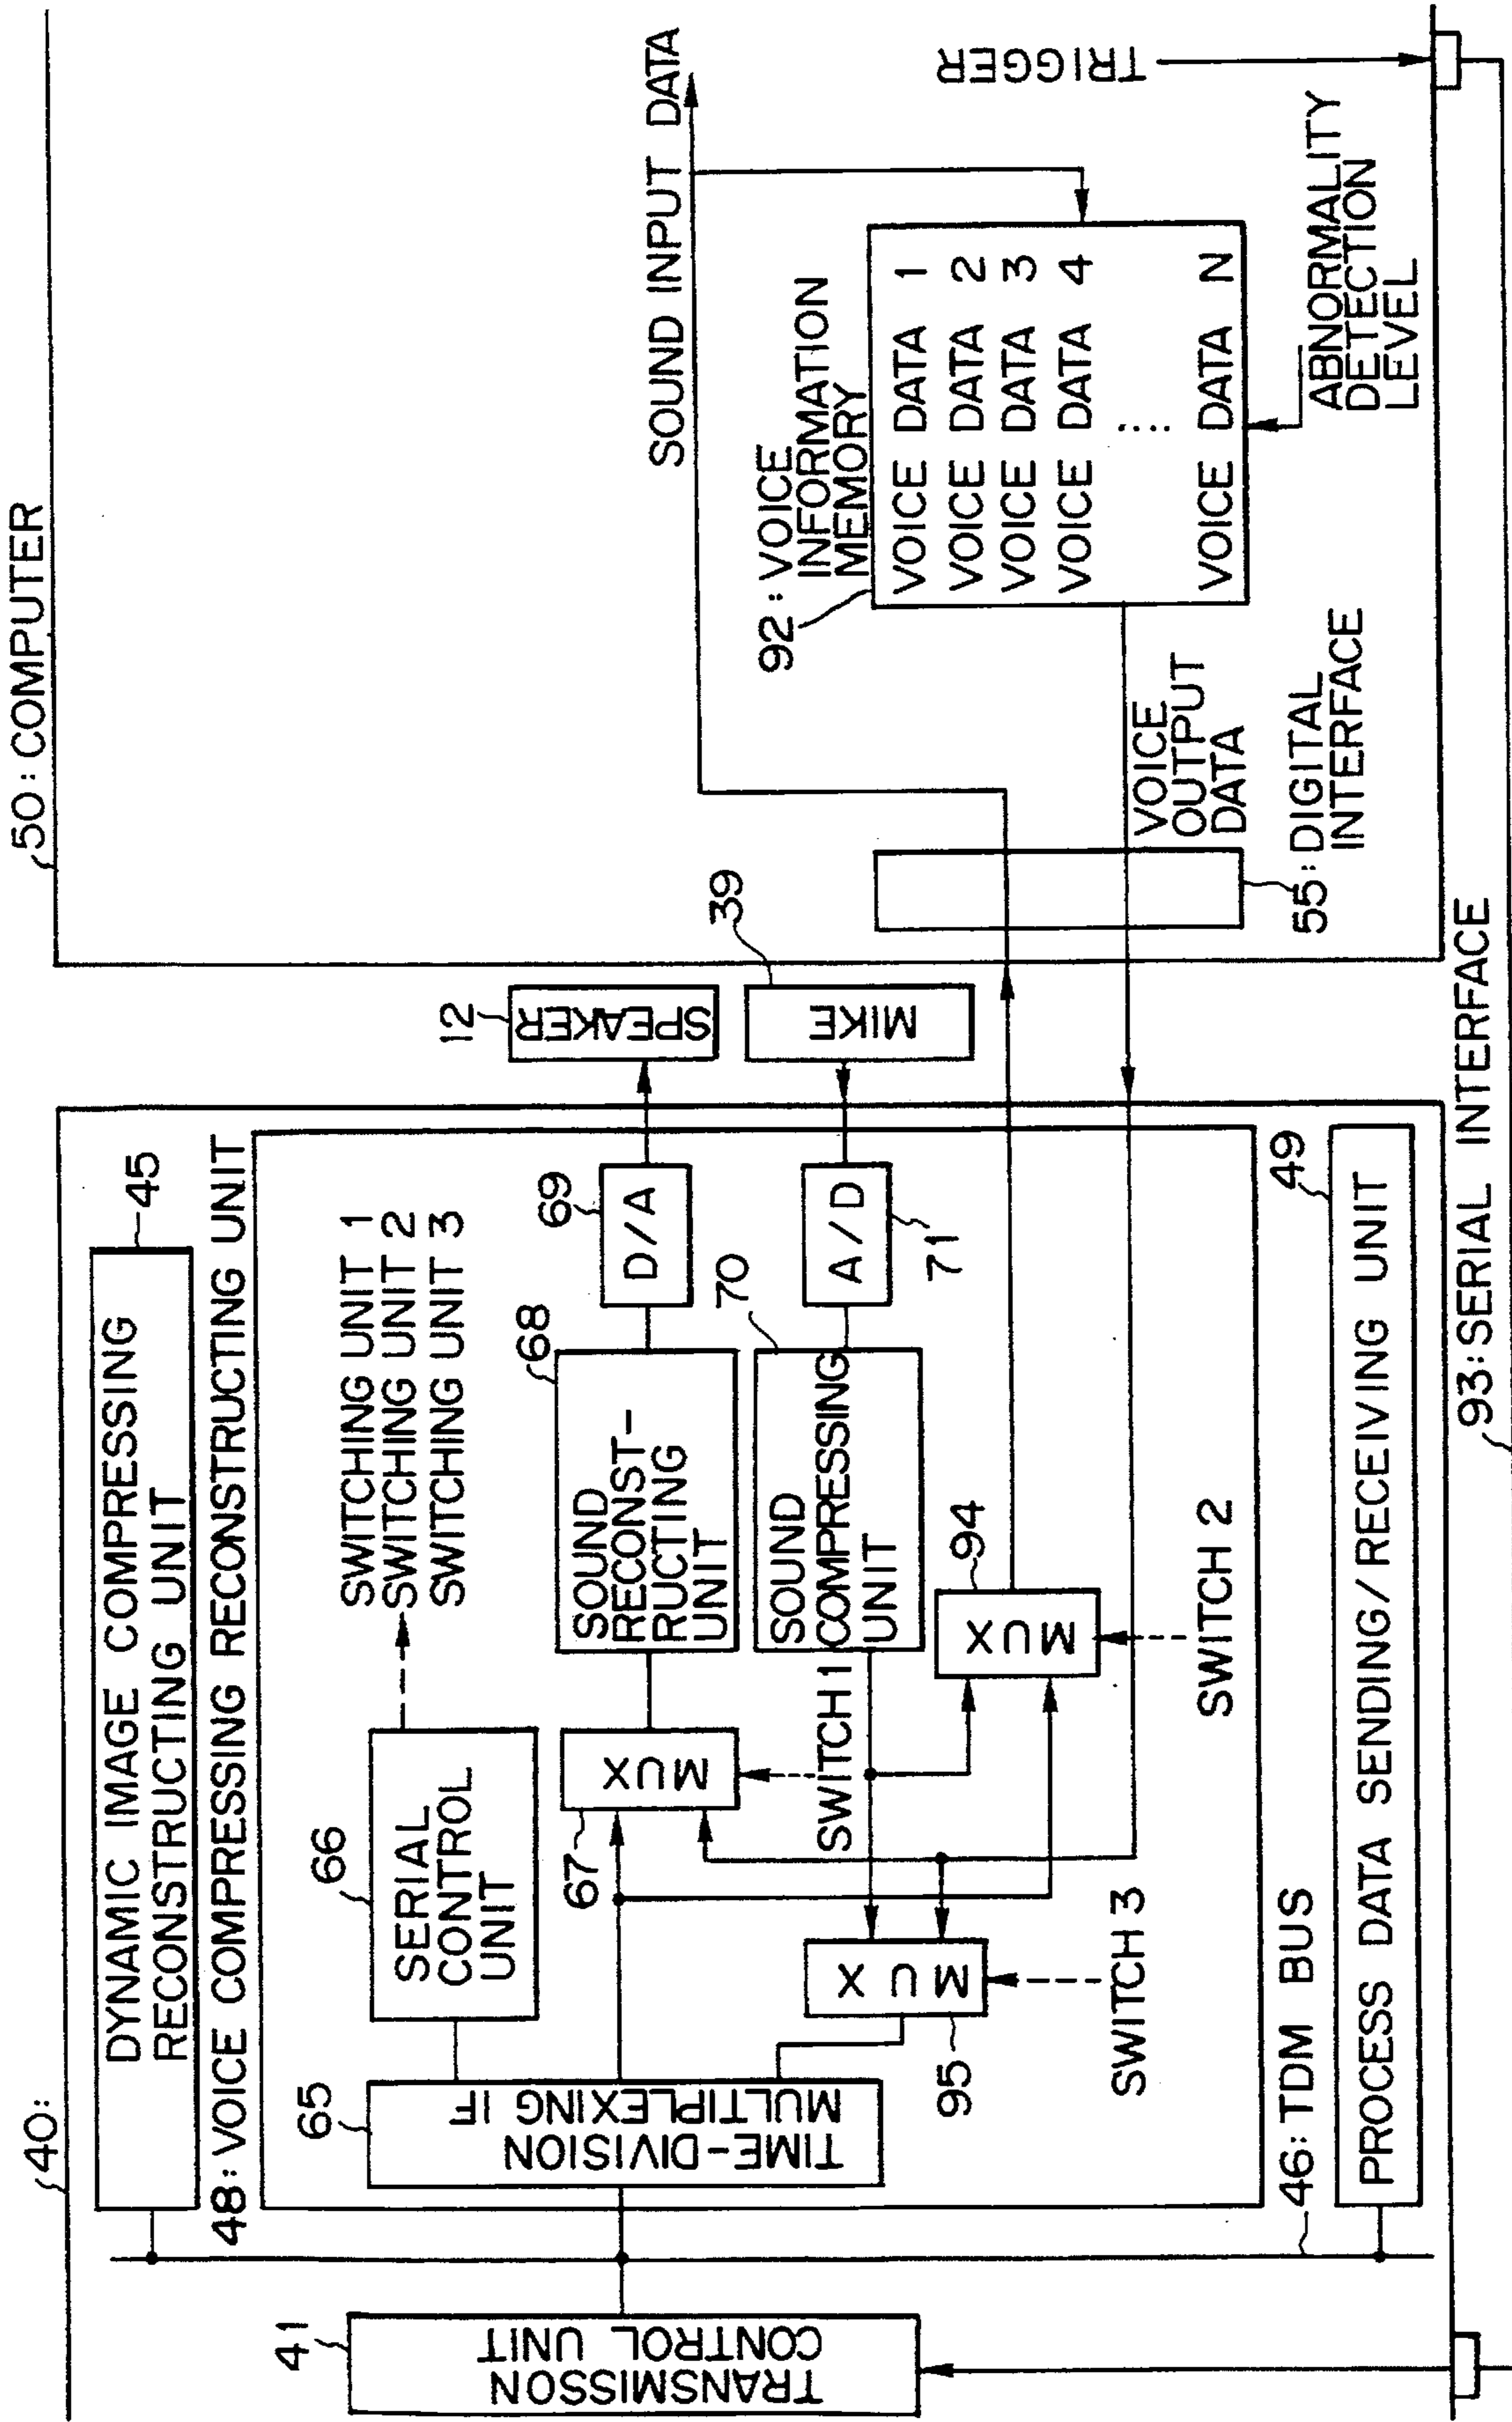 40:
50: COMPUTER
45
DYNAMIC IMAGE COMPRESSING
RECONSTRUCTING UNIT
48: VOICE COMPRESSING RECONSTRUCTING UNIT
41
TRANSMISSON
CONTROL UNIT
65
TIME-DIVISION
MULTIPLEXING IF
66
SERIAL
CONTROL
UNIT
SWITCHING UNIT 1
SWITCHING UNIT 2
SWITCHING UNIT 3
67
MUX
68
SOUND
RECONST-
RUCTING
UNIT
69
D/A
12
SPEAKER
SWITCH 1
70
SOUND
COMPRESSING
UNIT
A/D
71
39
MIKE
95
MUX
SWITCH 3
94
MUX
SWITCH 2
46: TDM BUS
49
PROCESS DATA SENDING/RECEIVING UNIT
93: SERIAL INTERFACE
SOUND INPUT DATA
92: VOICE
INFORMATION
MEMORY
VOICE DATA 1
VOICE DATA 2
VOICE DATA 3
VOICE DATA 4
....
VOICE DATA N
VOICE
OUTPUT
DATA
55: DIGITAL
INTERFACE
ABNORMALITY
DETECTION
LEVEL
TRIGGER